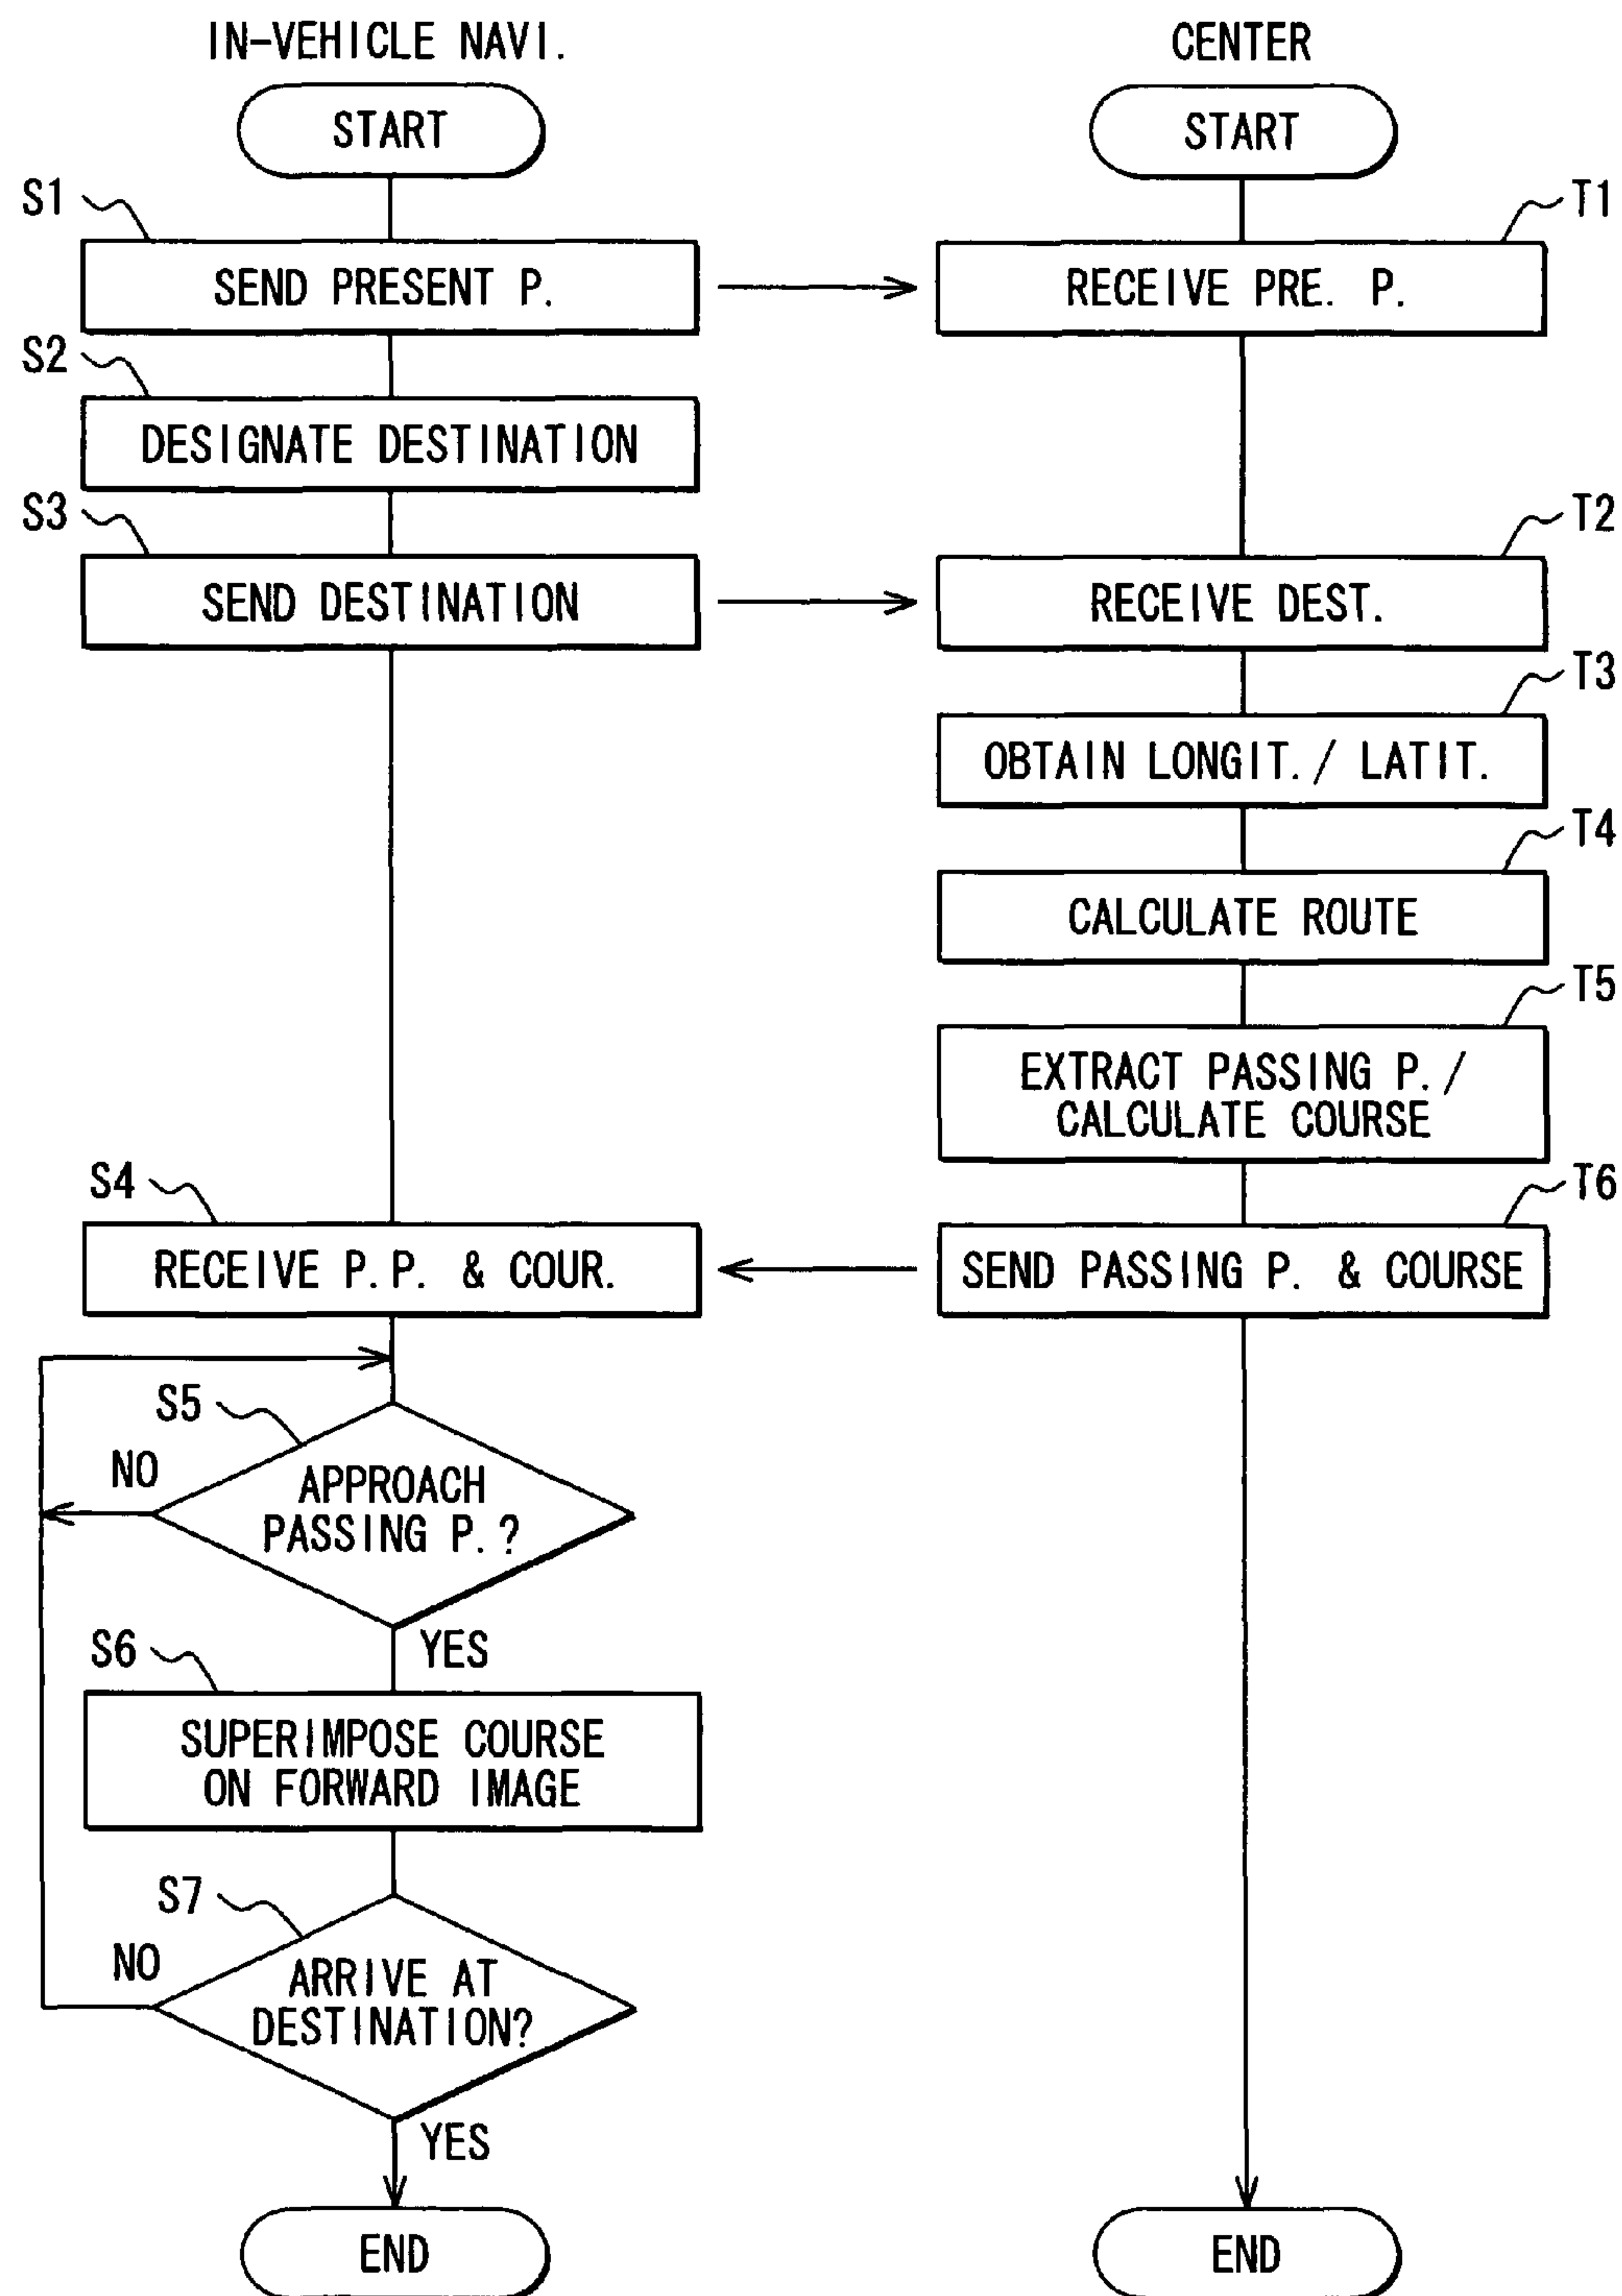 IN-VEHICLE NAVI.
START
S1
SEND PRESENT P.
S2
DESIGNATE DESTINATION
S3
SEND DESTINATION
S4
RECEIVE P.P. & COUR.
S5
NO
APPROACH
PASSING P.?
YES
S6
SUPERIMPOSE COURSE
ON FORWARD IMAGE
S7
NO
ARRIVE AT
DESTINATION?
YES
END
CENTER
START
T1
RECEIVE PRE. P.
T2
RECEIVE DEST.
T3
OBTAIN LONGIT./ LATIT.
T4
CALCULATE ROUTE
T5
EXTRACT PASSING P./
CALCULATE COURSE
T6
SEND PASSING P. & COURSE
END